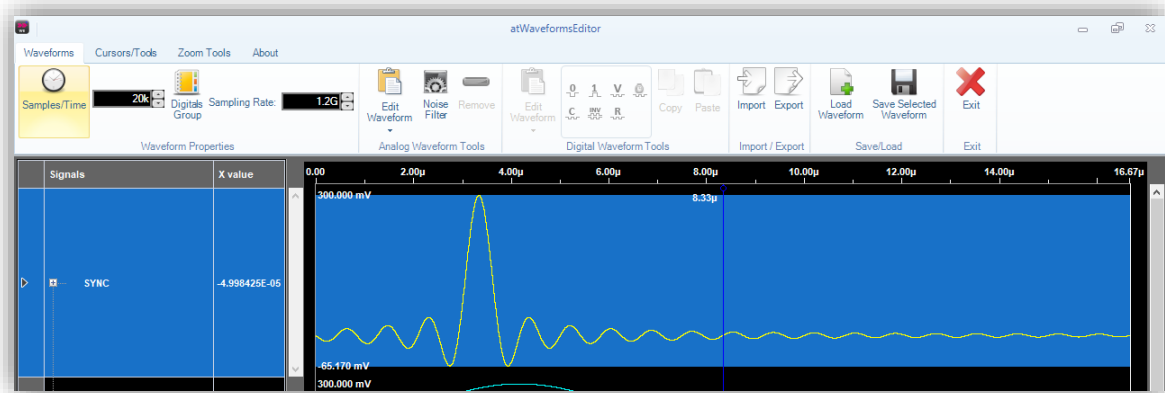 atWaveformsEditor
Waveforms Cursors/Tools Zoom Tools About
Samples/Time
20k
Digitals Group
Sampling Rate:
1.2G
Waveform Properties
Edit Waveform
Noise Filter
Remove
Analog Waveform Tools
Edit Waveform
0 1 V
C INV R
Copy
Paste
Digital Waveform Tools
Import
Export
Import / Export
Load Waveform
Save Selected Waveform
Save/Load
Exit
Exit
Signals X value
0.00 2.00µ 4.00µ 6.00µ 8.00µ 10.00µ 12.00µ 14.00µ 16.67µ
300.000 mV
8.33µ
SYNC -4.998425E-05
-65.170 mV
300.000 mV